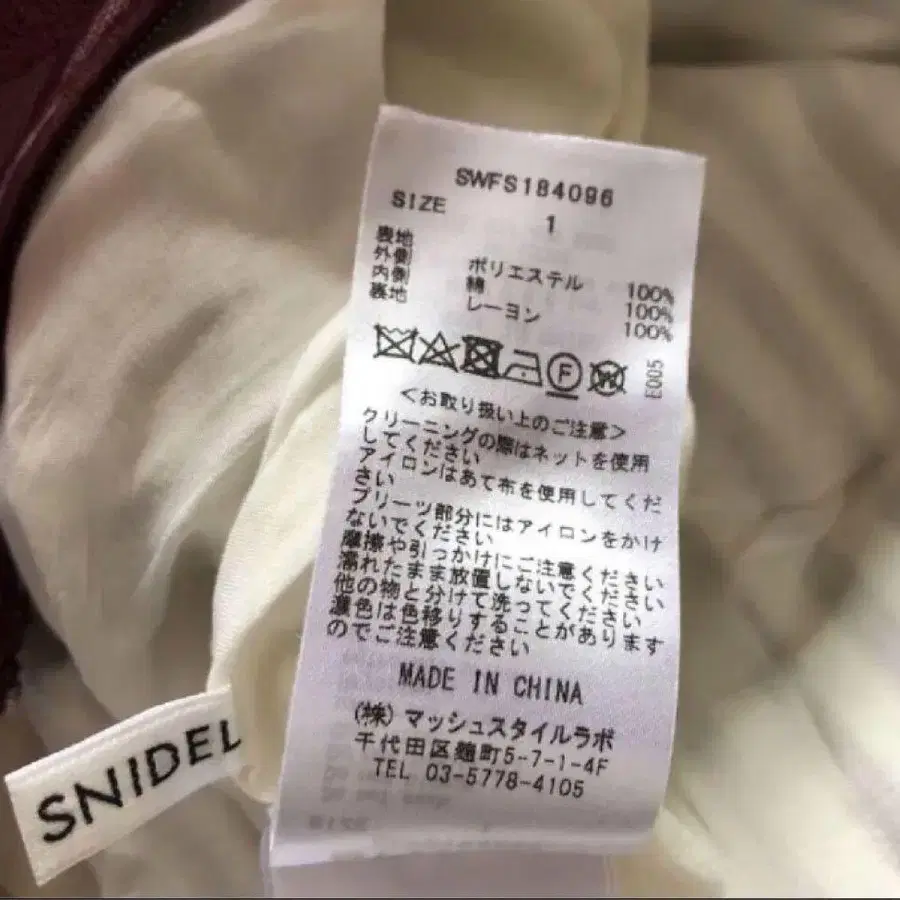 SWFS184096
SIZE 1
表地
外側 ポリエステル 100%
内側 綿 100%
裏地 レーヨン 100%
F W E005
<お取り扱い上のご注意>
クリーニングの際はネットを使用
してください
アイロンはあて布を使用してくだ
さい
プリーツ部分にはアイロンをかけ
ないでください
摩擦や引っかけにご注意ください
濡れたまま放置しないでください
他の物と分けて洗ってください
濃色は色移りすることがあります
のでご注意ください
MADE IN CHINA
(株) マッシュスタイルラボ
千代田区麹町5-7-1-4F
TEL 03-5778-4105
SNIDEL